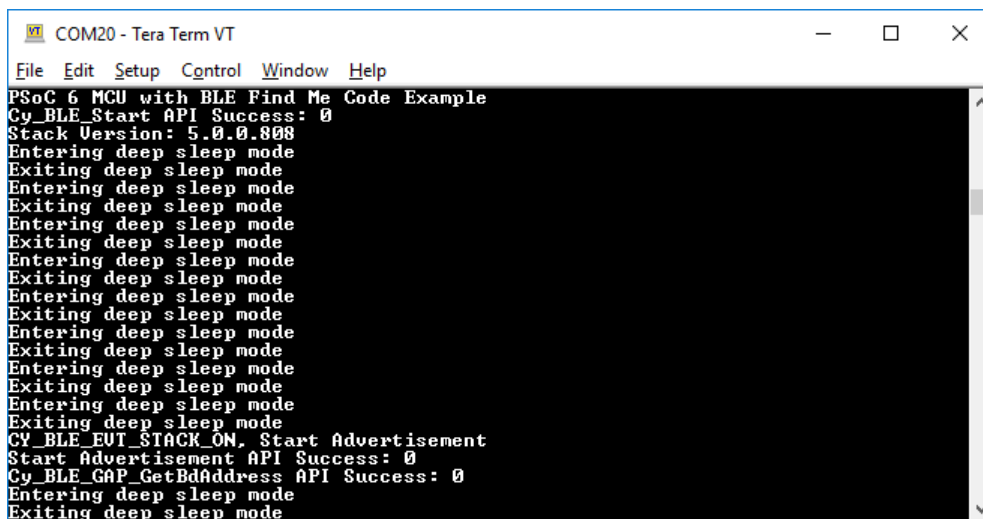 COM20 - Tera Term VT
File Edit Setup Control Window Help
PSoC 6 MCU with BLE Find Me Code Example
Cy_BLE_Start API Success: 0
Stack Version: 5.0.0.808
Entering deep sleep mode
Exiting deep sleep mode
Entering deep sleep mode
Exiting deep sleep mode
Entering deep sleep mode
Exiting deep sleep mode
Entering deep sleep mode
Exiting deep sleep mode
Entering deep sleep mode
Exiting deep sleep mode
Entering deep sleep mode
Exiting deep sleep mode
Entering deep sleep mode
Exiting deep sleep mode
Entering deep sleep mode
Exiting deep sleep mode
CY_BLE_EVT_STACK_ON, Start Advertisement
Start Advertisement API Success: 0
Cy_BLE_GAP_GetBdAddress API Success: 0
Entering deep sleep mode
Exiting deep sleep mode